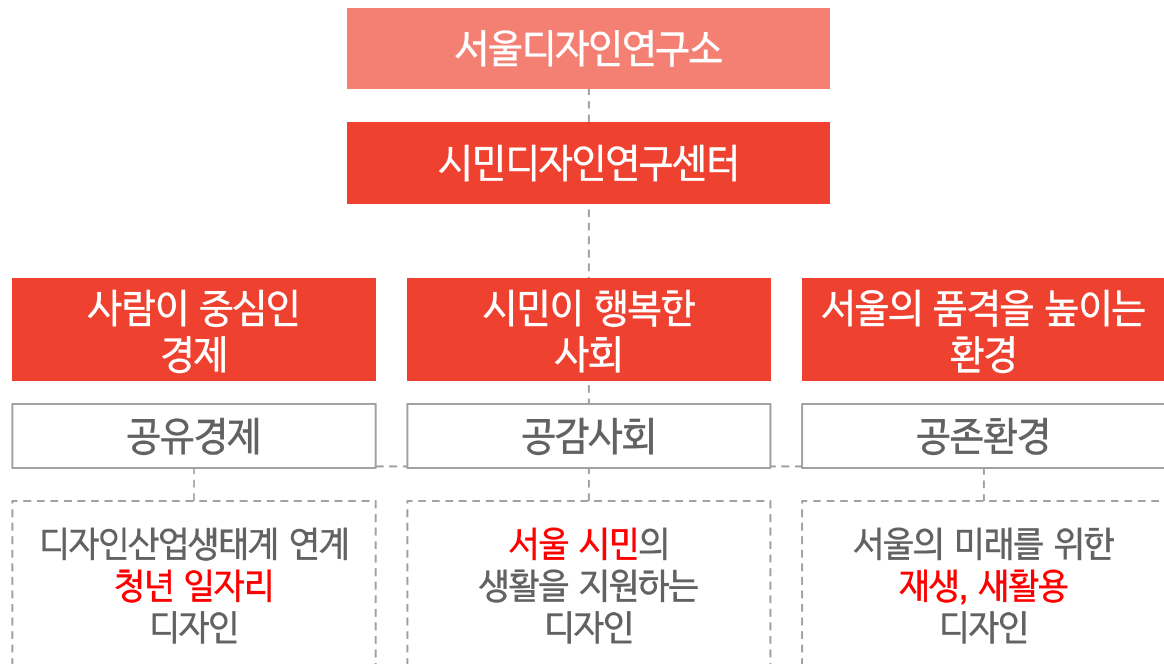 서울디자인연구소
시민디자인연구센터
사람이 중심인
경제
시민이 행복한
사회
서울의 품격을 높이는
환경
공유경제
공감사회
공존환경
디자인산업생태계 연계
청년 일자리
디자인
서울 시민의
생활을 지원하는
디자인
서울의 미래를 위한
재생, 새활용
디자인